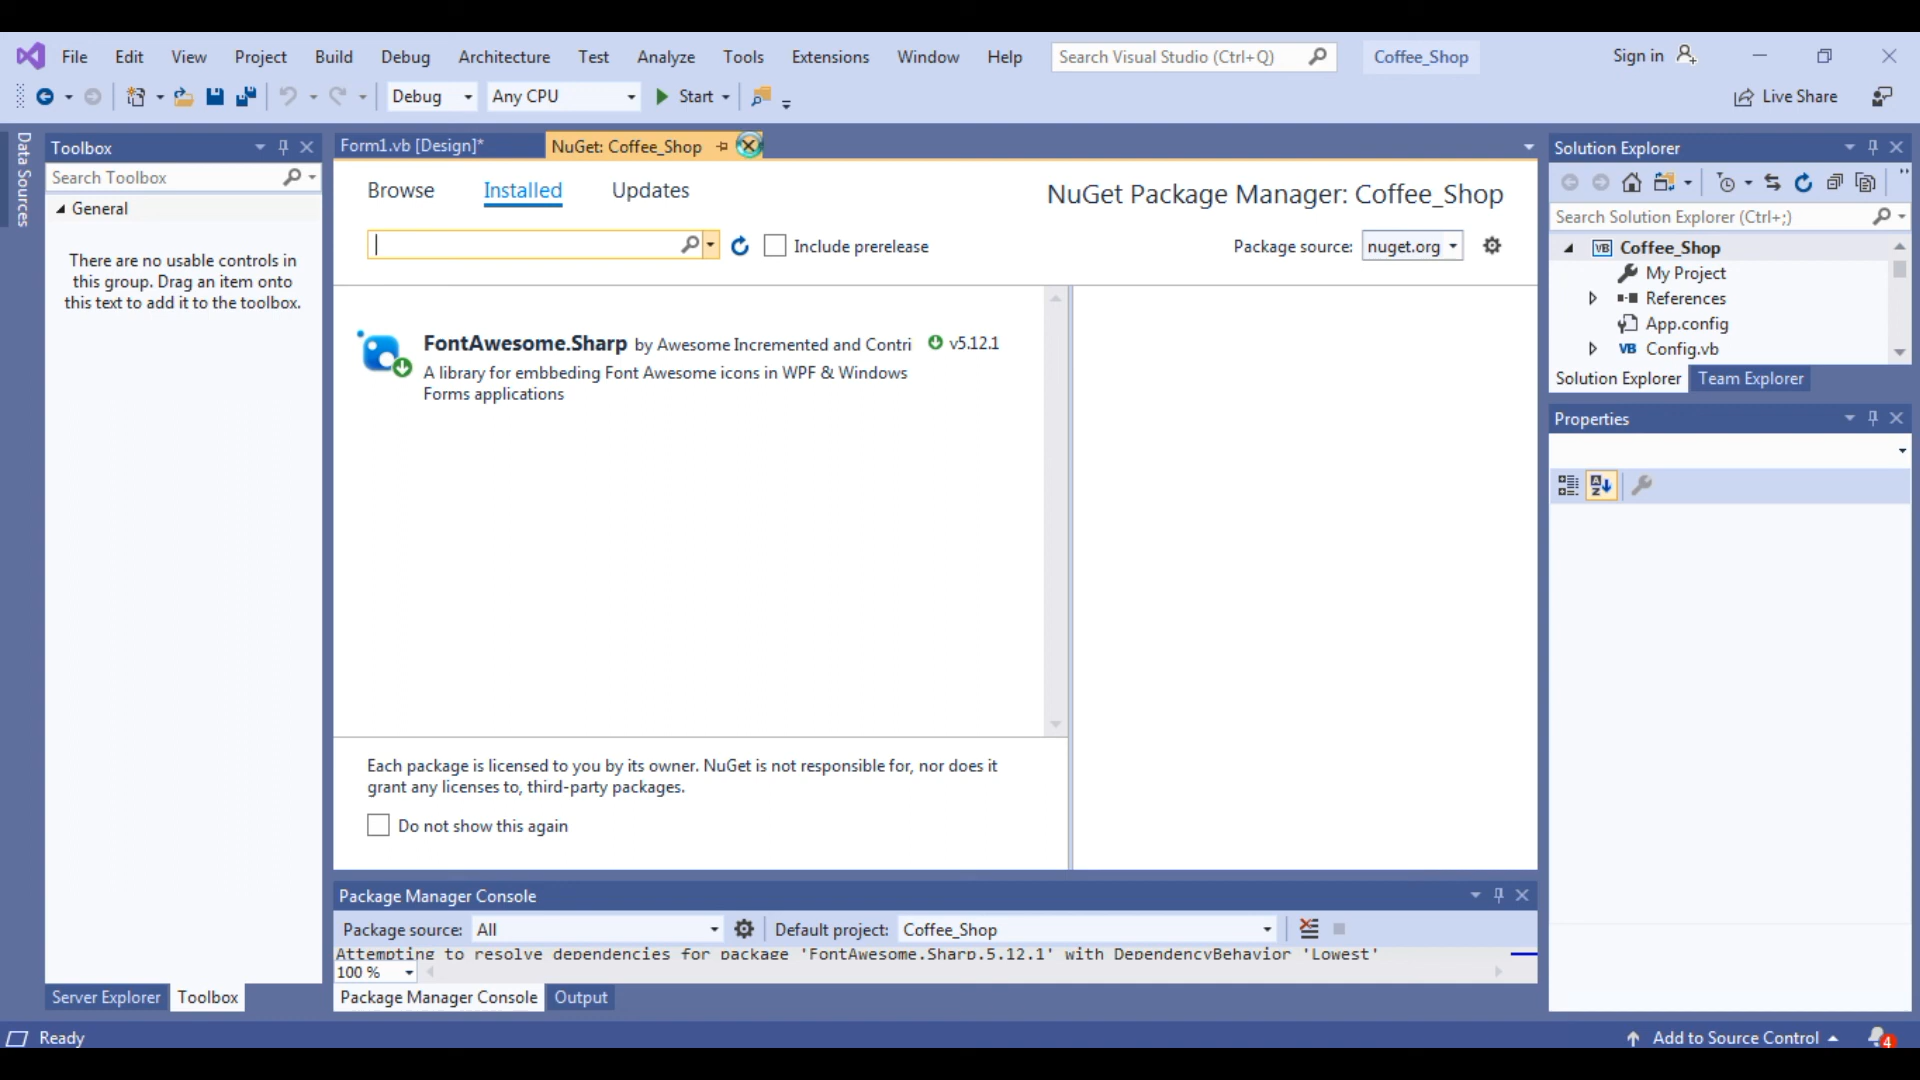 File Edit View Project Build Debug Architecture Test Analyze Tools Extensions Window Help Search Visual Studio (Ctrl+Q) Coffee_Shop Sign in
Debug Any CPU Start Live Share
Data Sources
Toolbox
Search Toolbox
General
There are no usable controls in
this group. Drag an item onto
this text to add it to the toolbox.
Server Explorer Toolbox
Form1.vb [Design]* NuGet: Coffee_Shop
Browse Installed Updates NuGet Package Manager: Coffee_Shop
Include prerelease Package source: nuget.org
FontAwesome.Sharp by Awesome Incremented and Contri v5.12.1
A library for embbeding Font Awesome icons in WPF & Windows
Forms applications
Each package is licensed to you by its owner. NuGet is not responsible for, nor does it
grant any licenses to, third-party packages.
Do not show this again
Package Manager Console
Package source: All Default project: Coffee_Shop
Attempting to resolve dependencies for package 'FontAwesome.Sharp.5.12.1' with DependencyBehavior 'Lowest'
100 %
Package Manager Console Output
Solution Explorer
Search Solution Explorer (Ctrl+;)
VB Coffee_Shop
My Project
References
App.config
VB Config.vb
Solution Explorer Team Explorer
Properties
Ready Add to Source Control 4